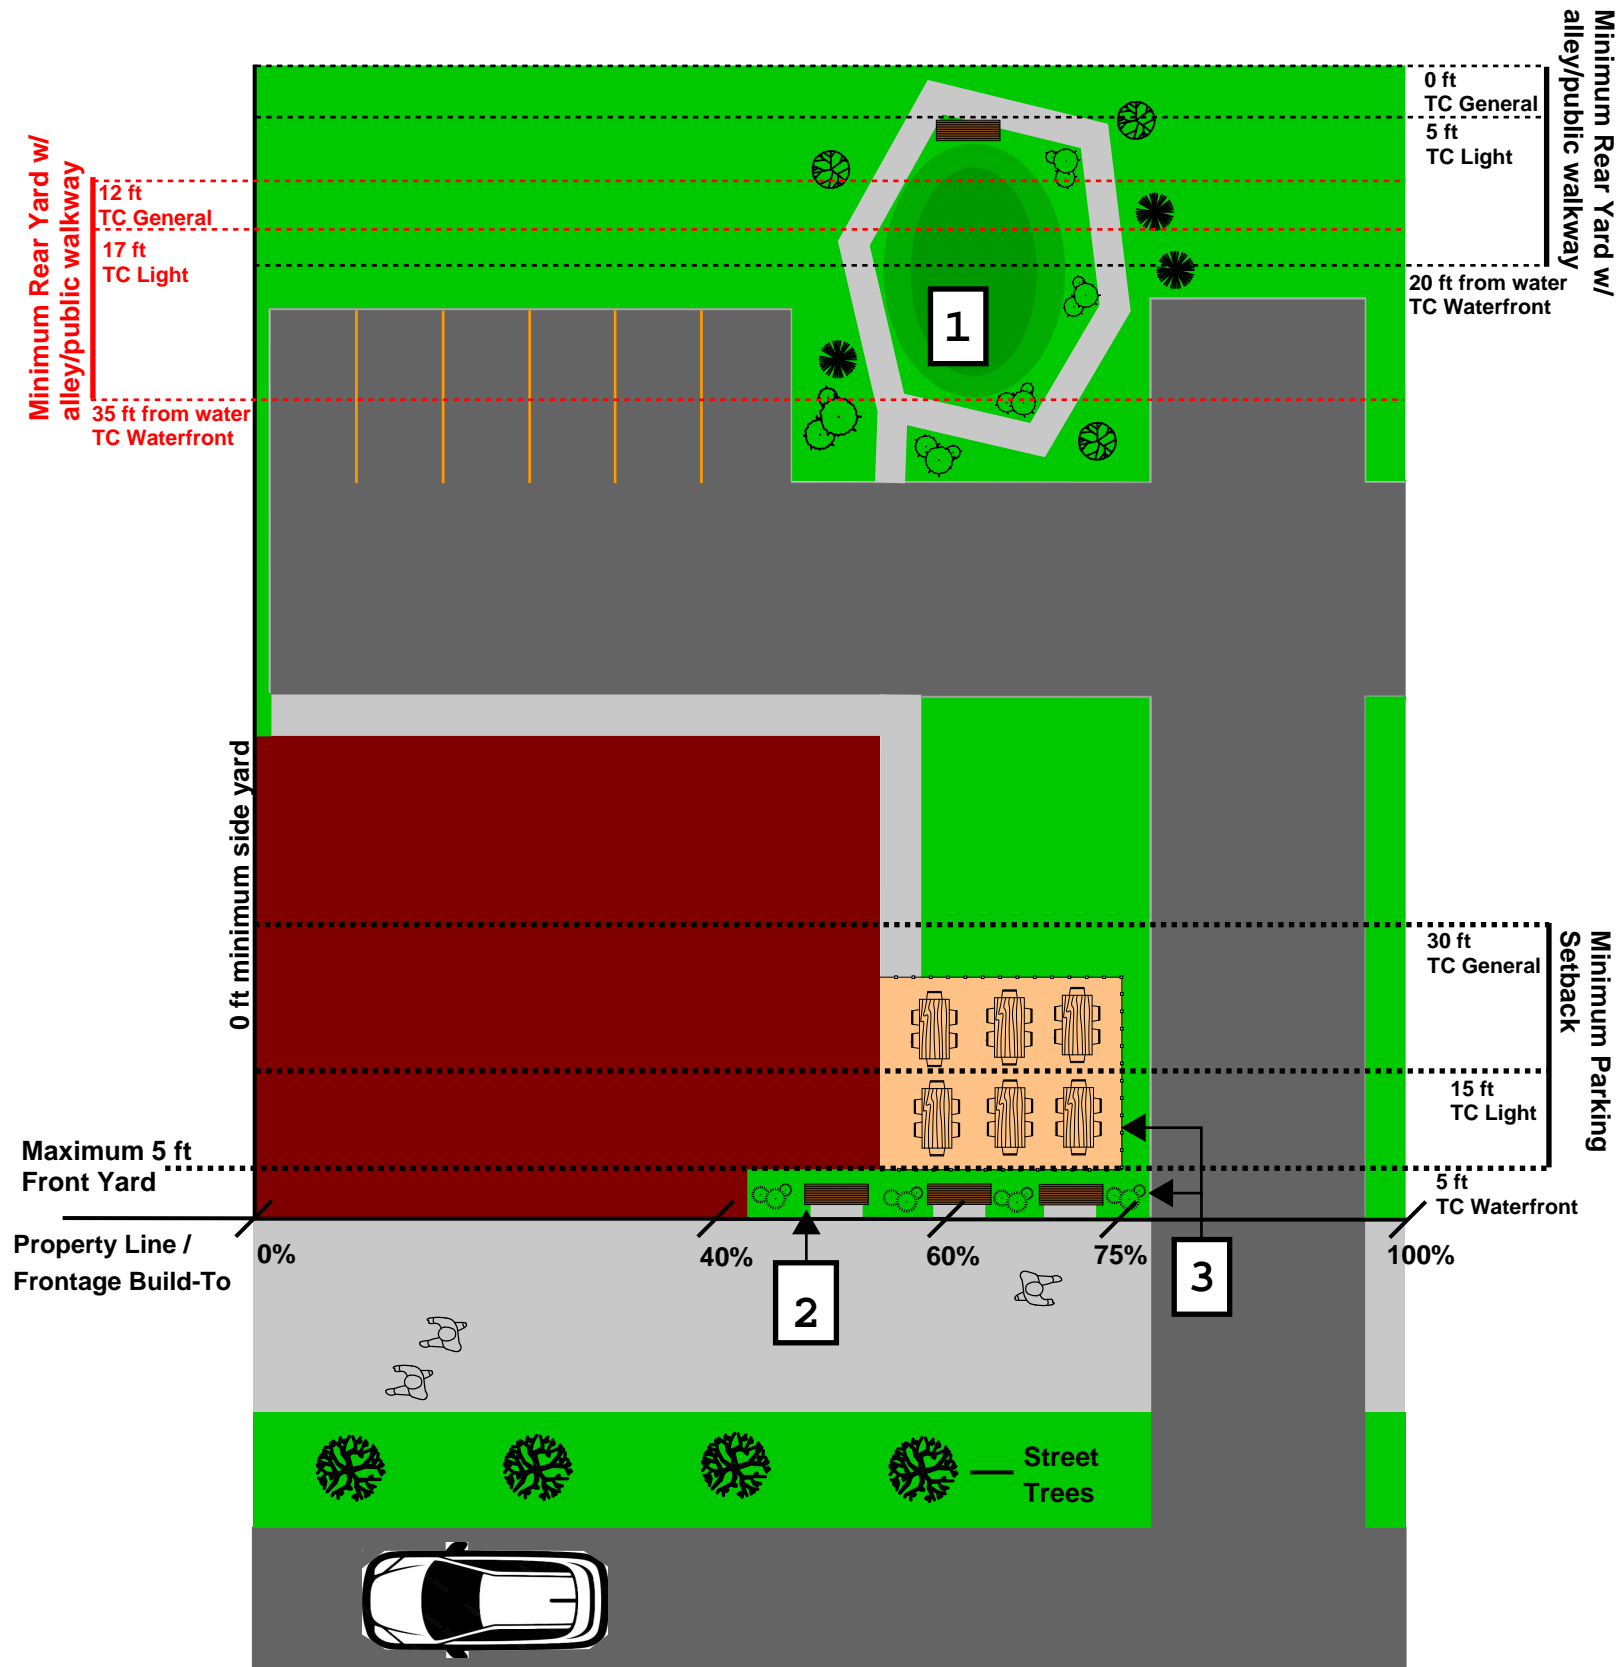 Minimum Rear Yard w/
alley/public walkway
0 ft
TC General
5 ft
TC Light
20 ft from water
TC Waterfront
Minimum Rear Yard w/
alley/public walkway
12 ft
TC General
17 ft
TC Light
35 ft from water
TC Waterfront
1
0 ft minimum side yard
30 ft
TC General
15 ft
TC Light
5 ft
TC Waterfront
Minimum Parking
Setback
Maximum 5 ft
Front Yard
Property Line /
Frontage Build-To
0%
40%
60%
75%
100%
2
3
Street
Trees